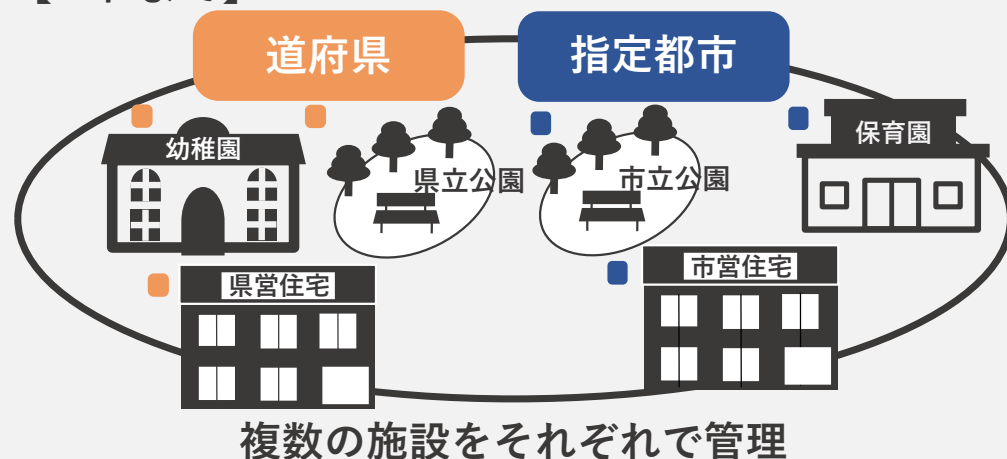 道府県
指定都市
幼稚園
県立公園
市立公園
保育園
県営住宅
市営住宅
複数の施設をそれぞれで管理